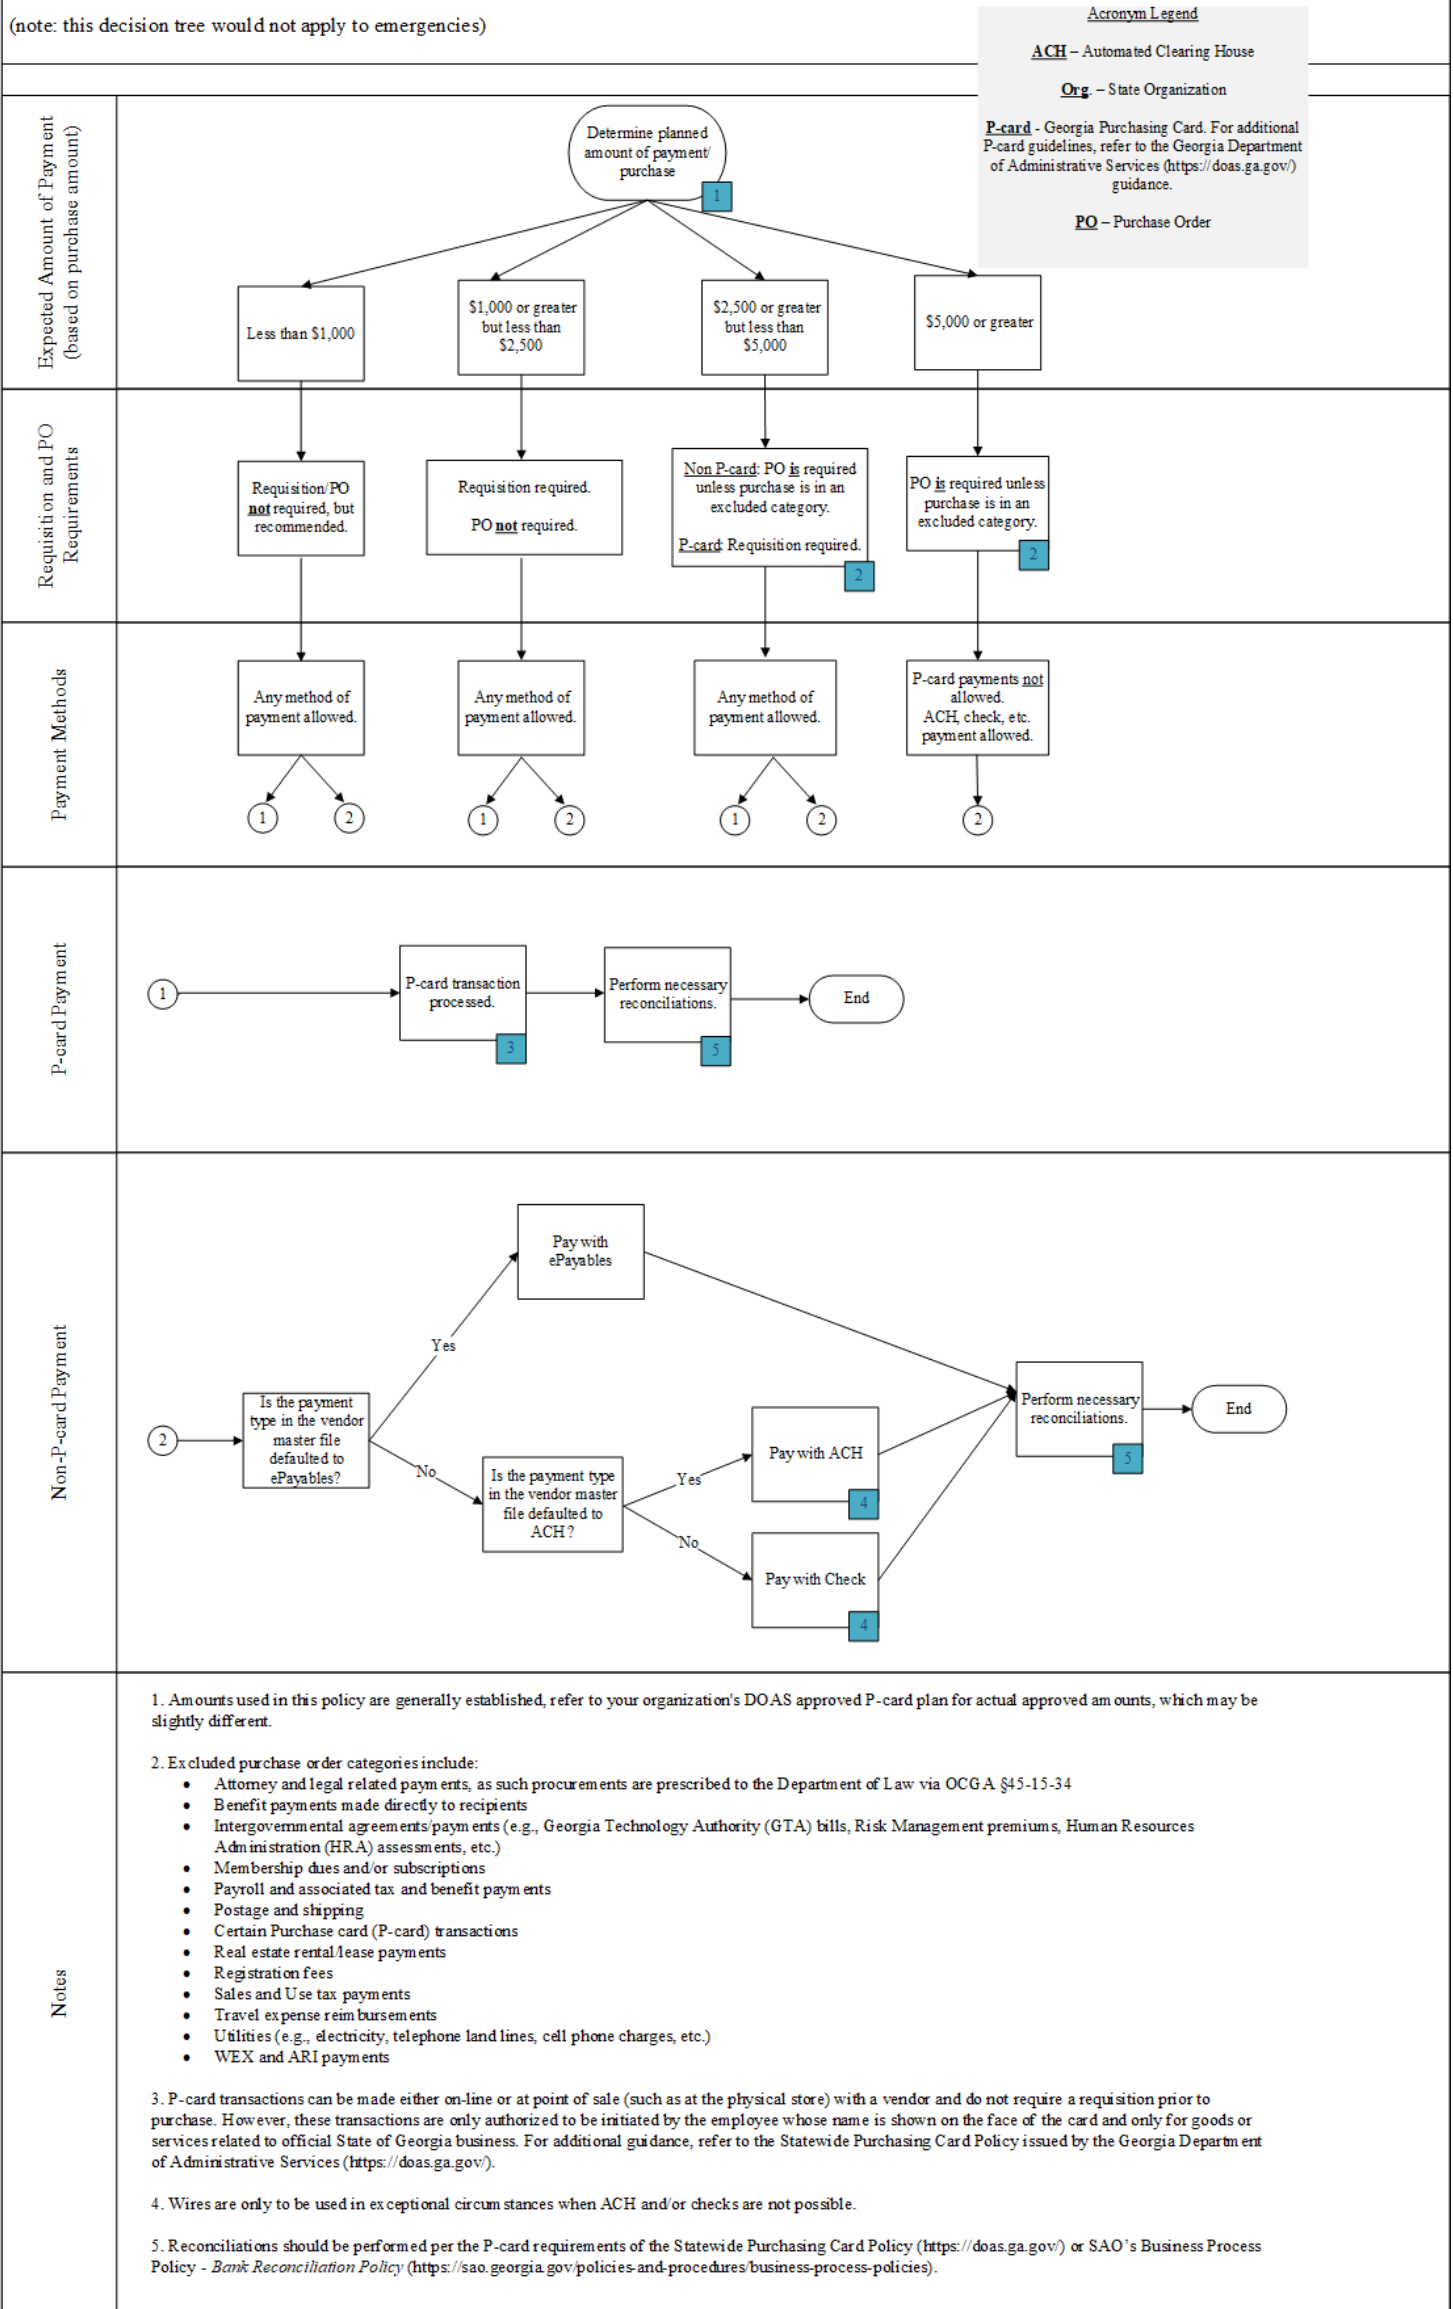 (note: this decision tree would not apply to emergencies)
Acronym Legend
ACH – Automated Clearing House
Org. – State Organization
P-card - Georgia Purchasing Card. For additional
P-card guidelines, refer to the Georgia Department
of Administrative Services (https://doas.ga.gov/)
guidance.
PO – Purchase Order
Expected Amount of Payment
(based on purchase amount)
Determine planned
amount of payment/
purchase
1
Less than $1,000
$1,000 or greater
but less than
$2,500
$2,500 or greater
but less than
$5,000
$5,000 or greater
Requisition and PO
Requirements
Requisition/PO
not required, but
recommended.
Requisition required.
PO not required.
Non P-card: PO is required
unless purchase is in an
excluded category.
P-card: Requisition required.
2
PO is required unless
purchase is in an
excluded category.
2
Payment Methods
Any method of
payment allowed.
Any method of
payment allowed.
Any method of
payment allowed.
P-card payments not
allowed.
ACH, check, etc.
payment allowed.
1
2
1
2
1
2
2
P-card Payment
1
P-card transaction
processed.
3
Perform necessary
reconciliations.
5
End
Non-P-card Payment
2
Is the payment
type in the vendor
master file
defaulted to
ePayables?
Yes
Pay with
ePayables
No
Is the payment type
in the vendor master
file defaulted to
ACH?
Yes
Pay with ACH
4
No
Pay with Check
4
Perform necessary
reconciliations.
5
End
Notes
1. Amounts used in this policy are generally established, refer to your organization's DOAS approved P-card plan for actual approved amounts, which may be
slightly different.
2. Excluded purchase order categories include:
• Attorney and legal related payments, as such procurements are prescribed to the Department of Law via OCGA §45-15-34
• Benefit payments made directly to recipients
• Intergovernmental agreements/payments (e.g., Georgia Technology Authority (GTA) bills, Risk Management premiums, Human Resources
Administration (HRA) assessments, etc.)
• Membership dues and/or subscriptions
• Payroll and associated tax and benefit payments
• Postage and shipping
• Certain Purchase card (P-card) transactions
• Real estate rental/lease payments
• Registration fees
• Sales and Use tax payments
• Travel expense reimbursements
• Utilities (e.g., electricity, telephone land lines, cell phone charges, etc.)
• WEX and ARI payments
3. P-card transactions can be made either on-line or at point of sale (such as at the physical store) with a vendor and do not require a requisition prior to
purchase. However, these transactions are only authorized to be initiated by the employee whose name is shown on the face of the card and only for goods or
services related to official State of Georgia business. For additional guidance, refer to the Statewide Purchasing Card Policy issued by the Georgia Department
of Administrative Services (https://doas.ga.gov/).
4. Wires are only to be used in exceptional circumstances when ACH and/or checks are not possible.
5. Reconciliations should be performed per the P-card requirements of the Statewide Purchasing Card Policy (https://doas.ga.gov/) or SAO's Business Process
Policy - Bank Reconciliation Policy (https://sao.georgia.gov/policies-and-procedures/business-process-policies).